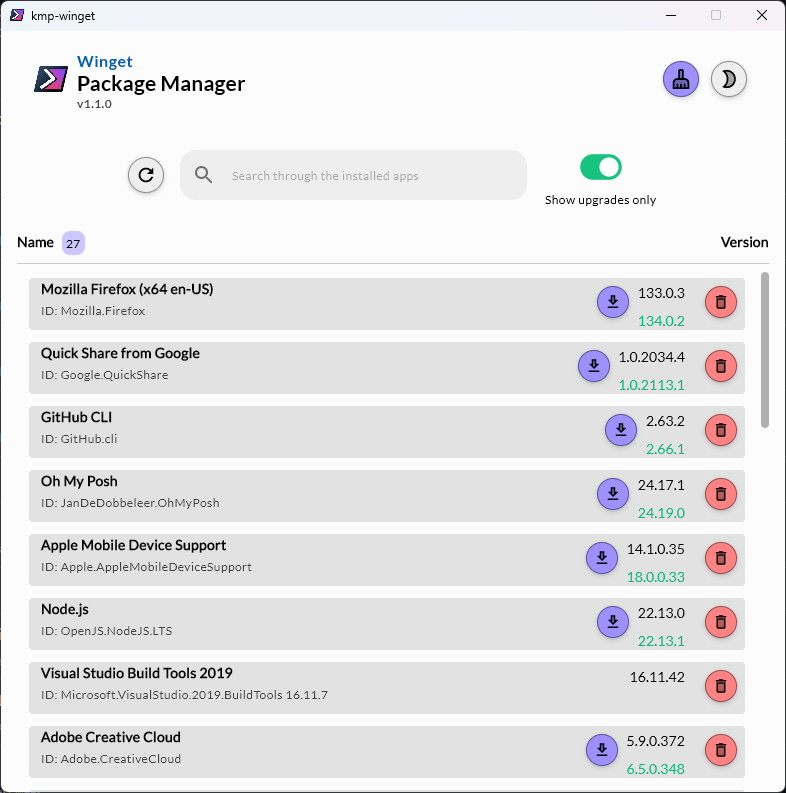 kmp-winget
Winget
Package Manager
v1.1.0
Search through the installed apps
Show upgrades only
Name 27 Version
Mozilla Firefox (x64 en-US) 133.0.3
ID: Mozilla.Firefox 134.0.2
Quick Share from Google 1.0.2034.4
ID: Google.QuickShare 1.0.2113.1
GitHub CLI 2.63.2
ID: GitHub.cli 2.66.1
Oh My Posh 24.17.1
ID: JanDeDobbeleer.OhMyPosh 24.19.0
Apple Mobile Device Support 14.1.0.35
ID: Apple.AppleMobileDeviceSupport 18.0.0.33
Node.js 22.13.0
ID: OpenJS.NodeJS.LTS 22.13.1
Visual Studio Build Tools 2019 16.11.42
ID: Microsoft.VisualStudio.2019.BuildTools 16.11.7
Adobe Creative Cloud 5.9.0.372
ID: Adobe.CreativeCloud 6.5.0.348